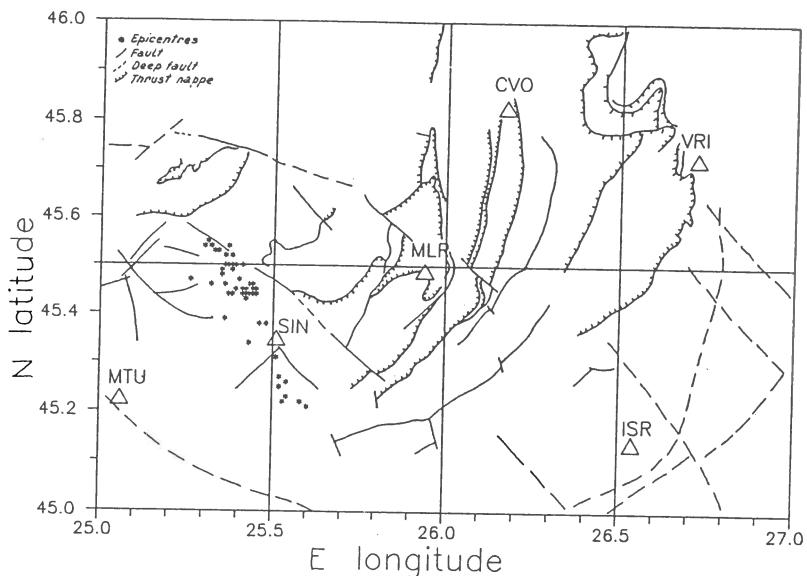 46.0
Epicentres
Fault
Deep fault
Thrust nappe
CVO
45.8
VRI
45.6
MLR
45.4
SIN
MTU
45.2
ISR
45.0
N latitude
25.0 25.5 26.0 26.5 27.0
E longitude